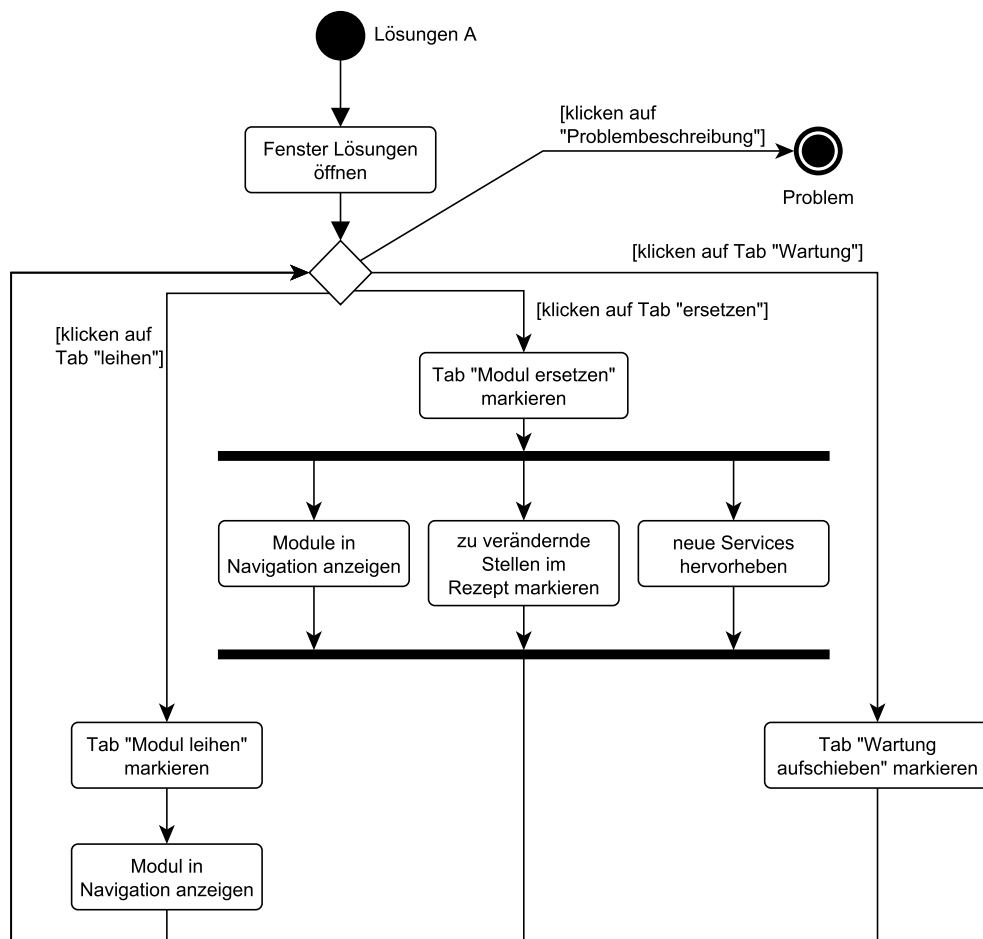 Lösungen A
[klicken auf
"Problembeschreibung"]
Fenster Lösungen
öffnen
Problem
[klicken auf Tab "Wartung"]
[klicken auf Tab "ersetzen"]
[klicken auf
Tab "leihen"]
Tab "Modul ersetzen"
markieren
Module in
Navigation anzeigen
zu verändernde
Stellen im
Rezept markieren
neue Services
hervorheben
Tab "Modul leihen"
markieren
Tab "Wartung
aufschieben" markieren
Modul in
Navigation anzeigen